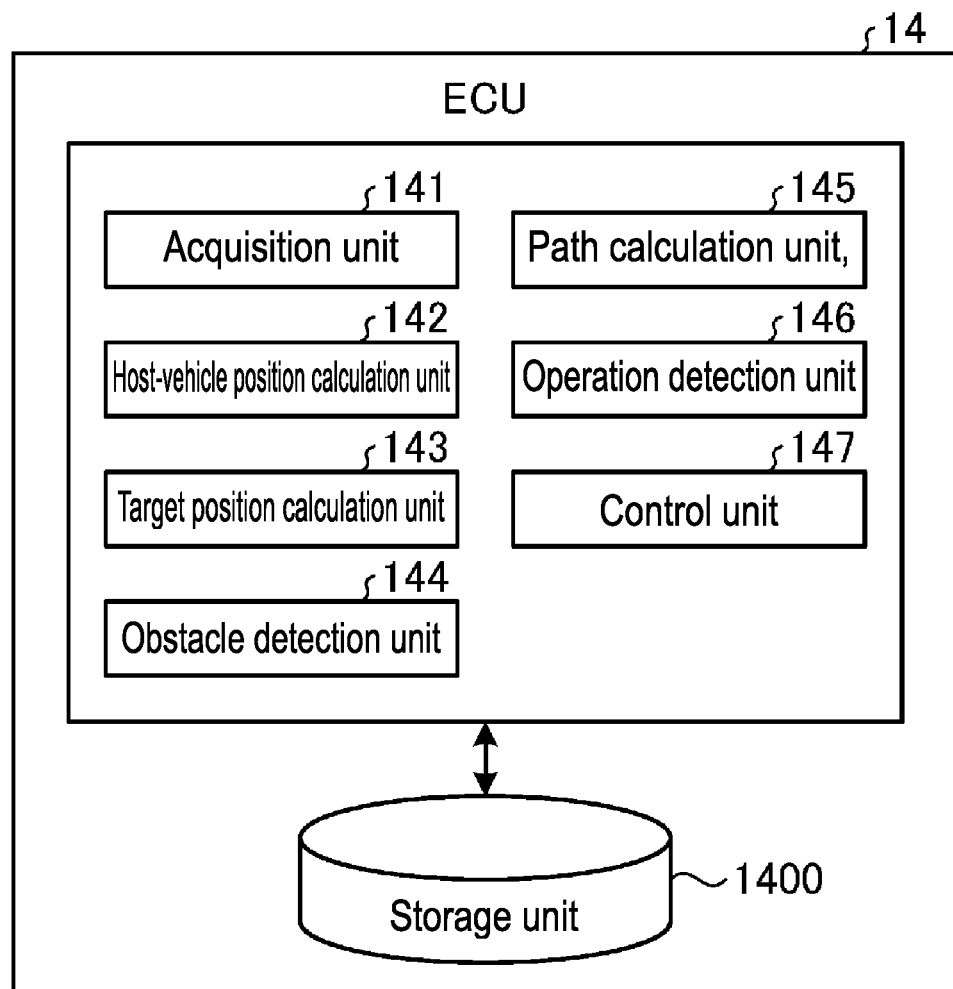 14
ECU
141
Acquisition unit
142
Host-vehicle position calculation unit
143
Target position calculation unit
144
Obstacle detection unit
145
Path calculation unit,
146
Operation detection unit
147
Control unit
1400
Storage unit